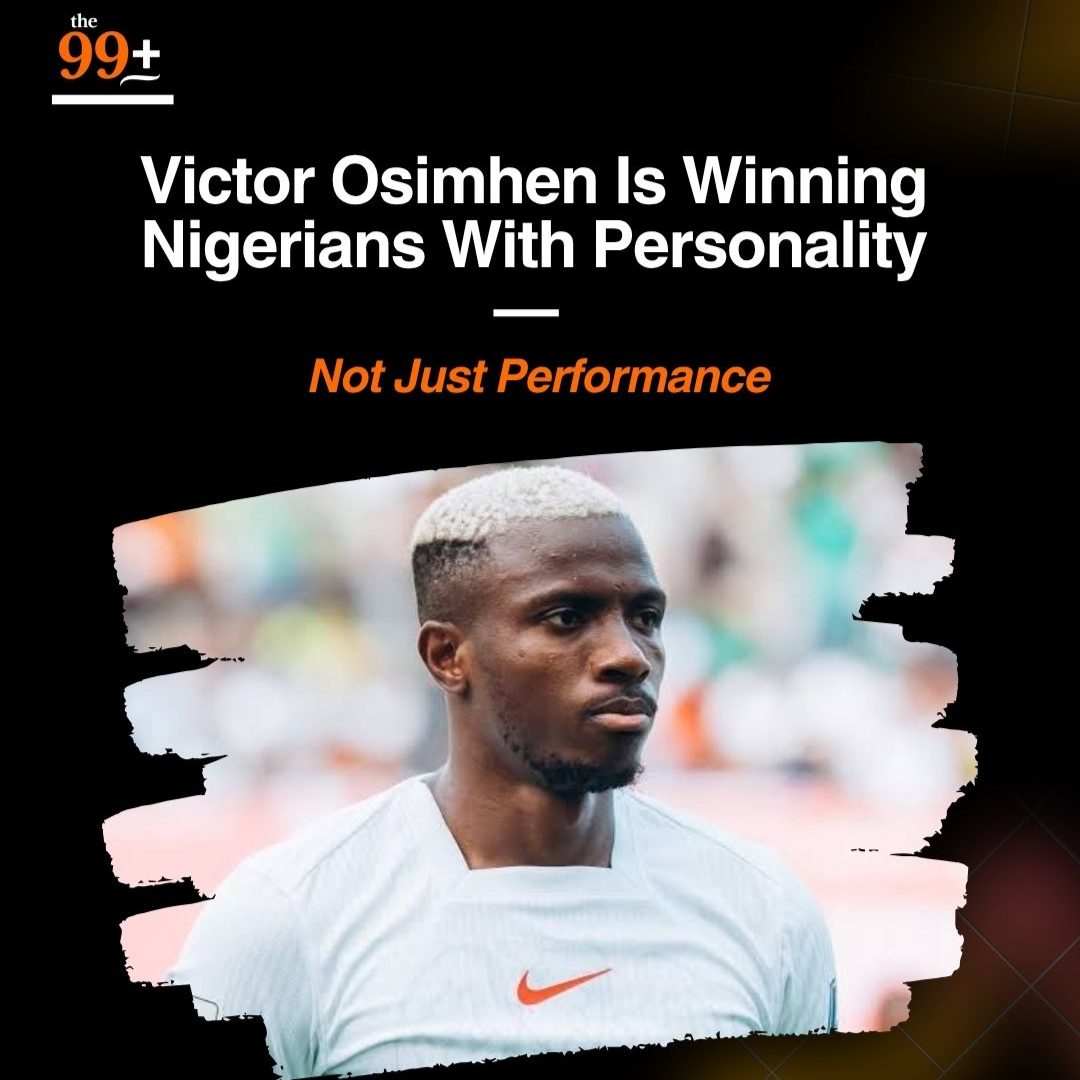 the
99+
Victor Osimhen Is Winning
Nigerians With Personality
Not Just Performance